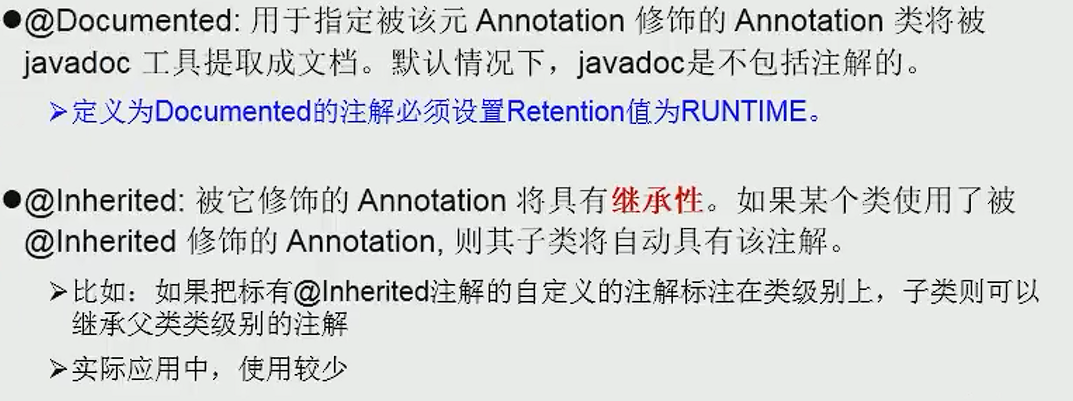 ●@Documented: 用于指定被该元 Annotation 修饰的 Annotation 类将被
javadoc 工具提取成文档。默认情况下，javadoc是不包括注解的。
➢定义为Documented的注解必须设置Retention值为RUNTIME。
●@Inherited: 被它修饰的 Annotation 将具有继承性。如果某个类使用了被
@Inherited 修饰的 Annotation, 则其子类将自动具有该注解。
➢比如：如果把标有@Inherited注解的自定义的注解标注在类级别上，子类则可以
继承父类类级别的注解
➢实际应用中，使用较少